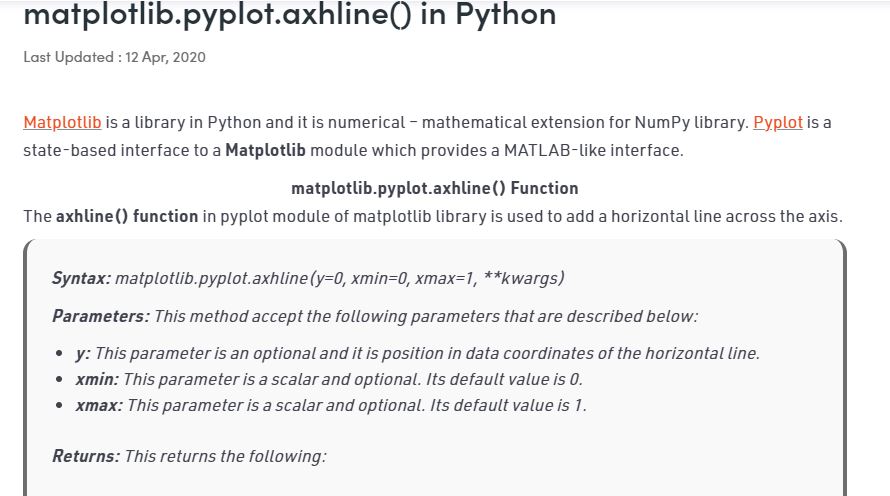 matplotlib.pyplot.axhline() in Python
Last Updated : 12 Apr, 2020
Matplotlib is a library in Python and it is numerical – mathematical extension for NumPy library. Pyplot is a
state-based interface to a Matplotlib module which provides a MATLAB-like interface.
matplotlib.pyplot.axhline() Function
The axhline() function in pyplot module of matplotlib library is used to add a horizontal line across the axis.
Syntax: matplotlib.pyplot.axhline(y=0, xmin=0, xmax=1, **kwargs)
Parameters: This method accept the following parameters that are described below:
• y: This parameter is an optional and it is position in data coordinates of the horizontal line.
• xmin: This parameter is a scalar and optional. Its default value is 0.
• xmax: This parameter is a scalar and optional. Its default value is 1.
Returns: This returns the following: